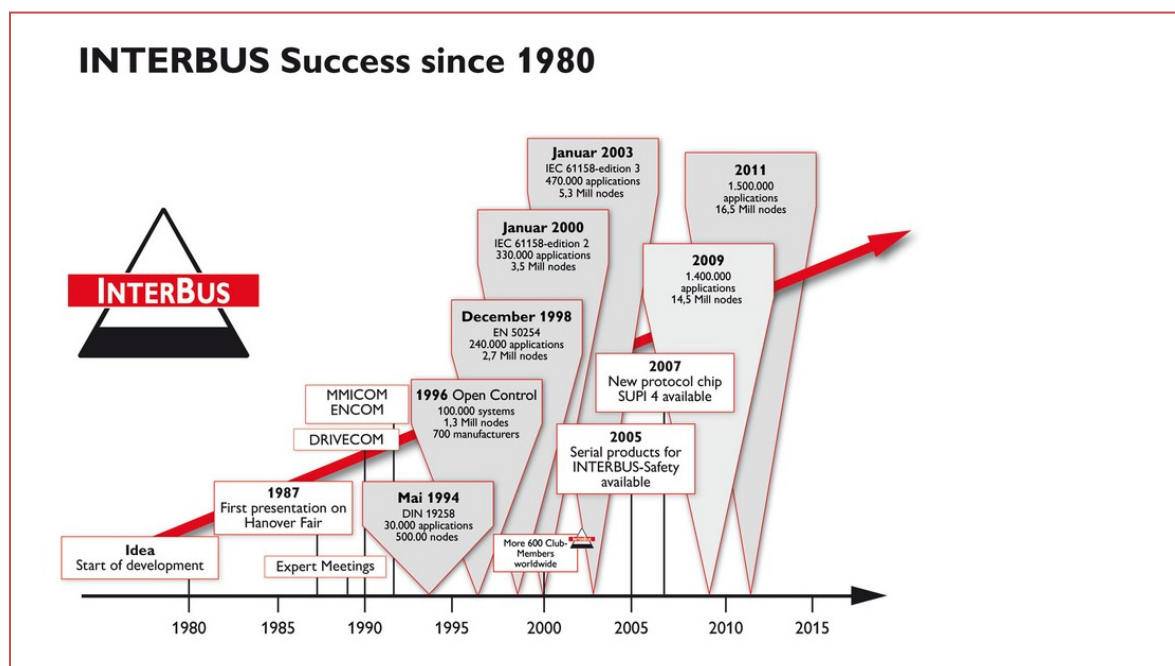 INTERBUS Success since 1980
INTERBUS
Idea
Start of development
1987
First presentation on
Hanover Fair
Expert Meetings
DRIVECOM
MMICOM
ENCOM
Mai 1994
DIN 19258
30.000 applications
500.00 nodes
1996 Open Control
100.000 systems
1,3 Mill nodes
700 manufacturers
December 1998
EN 50254
240.000 applications
2,7 Mill nodes
Januar 2000
IEC 61158-edition 2
330.000 applications
3,5 Mill nodes
More 600 Club-
Members
worldwide
Januar 2003
IEC 61158-edition 3
470.000 applications
5,3 Mill nodes
2005
Serial products for
INTERBUS-Safety
available
2007
New protocol chip
SUPI 4 available
2009
1.400.000
applications
14,5 Mill nodes
2011
1.500.000
applications
16,5 Mill nodes
1980
1985
1990
1995
2000
2005
2010
2015